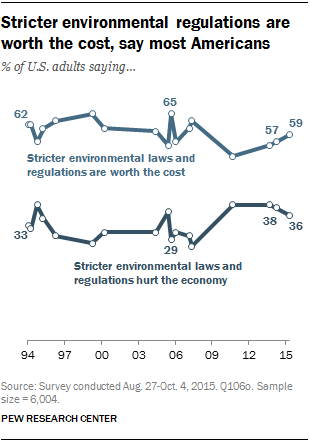 Stricter environmental regulations are
worth the cost, say most Americans
% of U.S. adults saying...
62
65
57
59
Stricter environmental laws and
regulations are worth the cost
33
29
38
36
Stricter environmental laws and
regulations hurt the economy
94 97 00 03 06 09 12 15
Source: Survey conducted Aug. 27-Oct. 4, 2015. Q106o. Sample
size = 6,004.
PEW RESEARCH CENTER